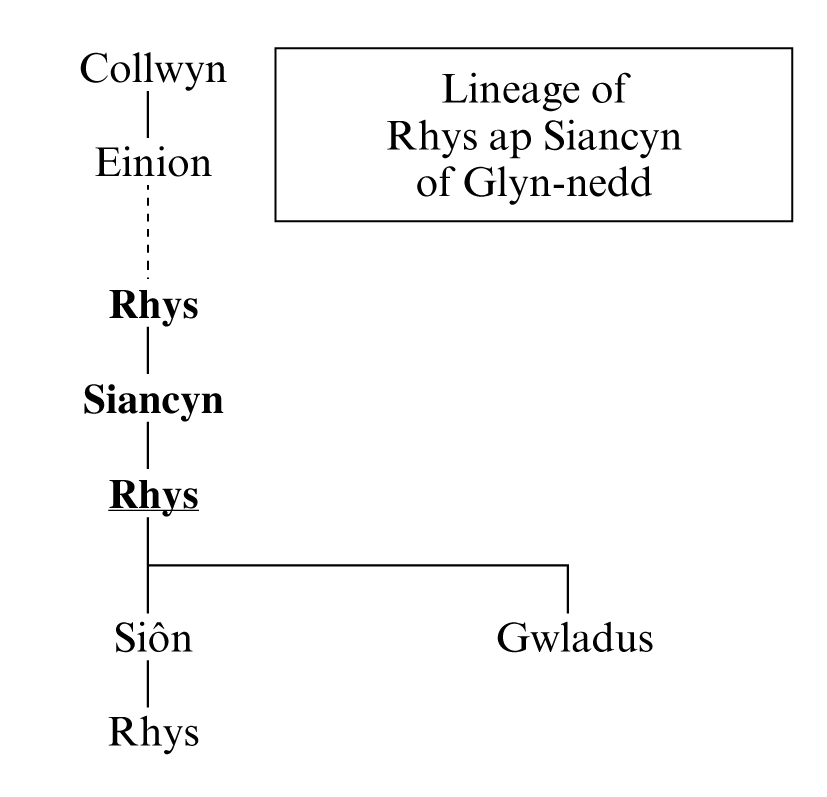 Collwyn
Lineage of
Rhys ap Siancyn
of Glyn-nedd
Einion
Rhys
Siancyn
Rhys
Siôn
Gwladus
Rhys